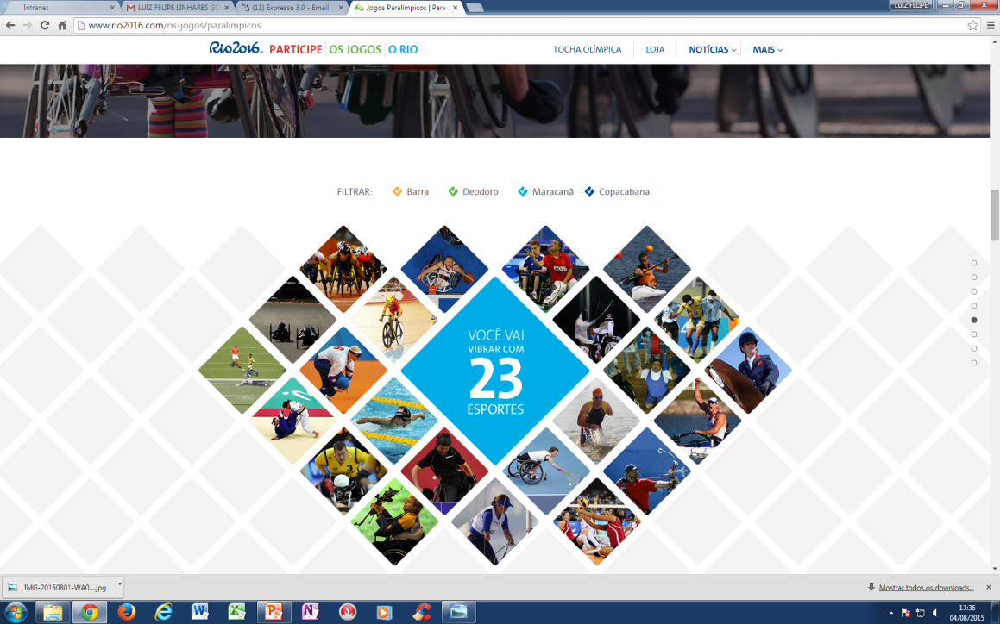 Intranet
LUIZ FELIPE LINHARES GO
(11) Expresso 3.0 - Email
Jogos Paralimpicos | Para
LUIZ FELIPE
www.rio2016.com/os-jogos/paralimpicos
Rio2016 PARTICIPE OS JOGOS O RIO
TOCHA OLÍMPICA LOJA NOTÍCIAS MAIS
FILTRAR: Barra Deodoro Maracanã Copacabana
VOCÊ VAI
VIBRAR COM
23
ESPORTES
IMG-20150801-WA0....jpg
Mostrar todos os downloads...
13:36
04/08/2015